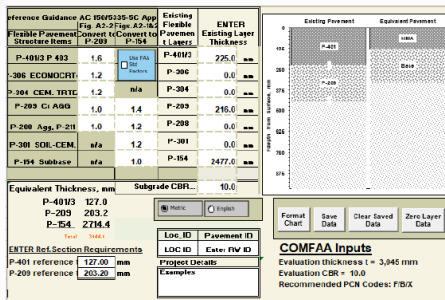 eference Guidance AC 150/5335-5C App
Flexible Pavement Structure Items
Fig. A2-2 Convert to P-209
Figs.A2-1&2 Convert to P-154
Existing Flexible Pavement Layers
ENTER Existing Layer Thickness
P-401/3 P 403 1.6 Use FAA Std Factors P-401/3 225.0 mm
P-306 ECONOCRT 1.2 P-306 0.0 mm
P-304 CEM. TRTD 1.2 n/a P-304 0.0 mm
P-209 Cr AGG 1.0 1.4 P-209 216.0 mm
P-208 Agg. P-211 1.0 1.2 P-208 0.0 mm
P-301 SOIL-CEM. n/a 1.2 P-301 0.0 mm
P-154 Subbase n/a 1.0 P-154 2477.0 mm
Equivalent Thickness, mm Subgrade CBR... 10.0
P-401/3 127.0
P-209 203.2
P-154 2714.4
Total
Metric English
ENTER Ref.Section Requirements
P-401 reference 127.00 mm
P-209 reference 203.20 mm
Loc_ID Pavement ID
LOC ID Enter PV ID
Project Details
Examples
Existing Pavement Equivalent Pavement
P-401
P-209
HMA
Base
Depth from Surface, mm
0
Format Chart
Save Data
Clear Saved Data
Zero Layer Data
COMFAA Inputs
Evaluation thickness t = 3,045 mm
Evaluation CBR = 10.0
Recommended PCN Codes: F/B/X